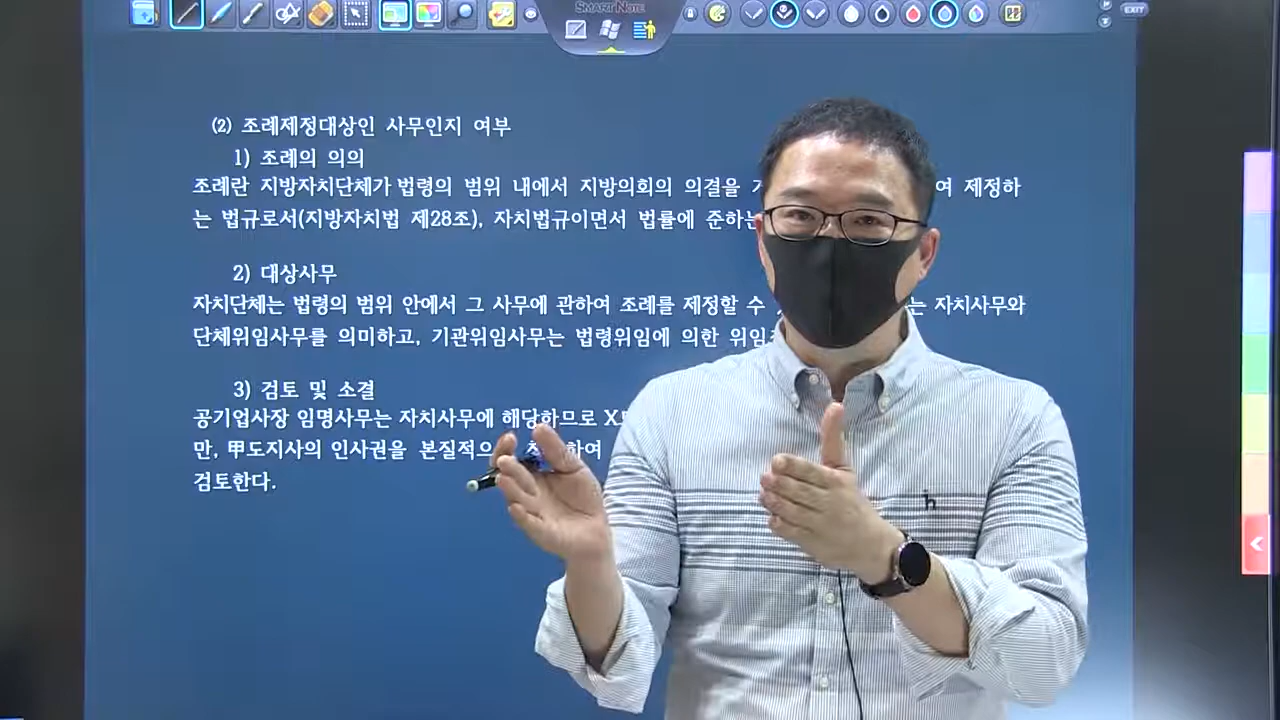 SMARTNOTE
EXIT
(2) 조례제정대상인 사무인지 여부
1) 조례의 의의
조례란 지방자치단체가 법령의 범위 내에서 지방의회의 의결을 여 제정하
는 법규로서(지방자치법 제28조), 자치법규이면서 법률에 준하는
2) 대상사무
자치단체는 법령의 범위 안에서 그 사무에 관하여 조례를 제정할 수 는 자치사무와
단체위임사무를 의미하고, 기관위임사무는 법령위임에 의한
3) 검토 및 소결
공기업사장 임명사무는 자치사무에 해당하므로
만, 甲도지사의 인사권을 본질적으 하여
검토한다.
h